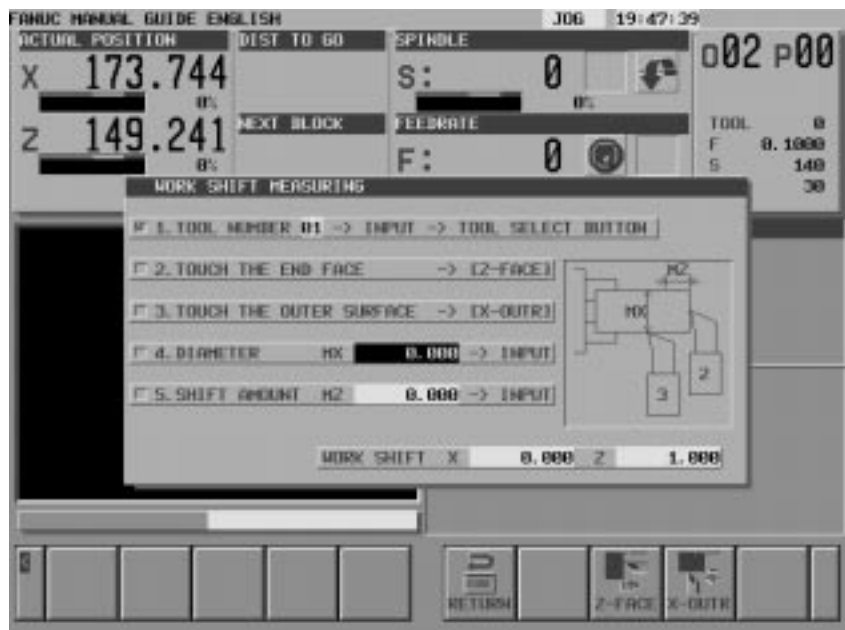 FANUC MANUAL GUIDE ENGLISH JOG 19:47:39
ACTUAL POSITION DIST TO GO SPINDLE O02 P00
X 173.744 S: 0
0% 0%
Z 149.241 NEXT BLOCK FEEDRATE TOOL 0
0% F: 0 F 0.1000
S 140
30
WORK SHIFT MEASURING
1. TOOL NUMBER 01 -> INPUT -> TOOL SELECT BUTTON
2. TOUCH THE END FACE -> [Z-FACE]
3. TOUCH THE OUTER SURFACE -> [X-OUTR]
4. DIAMETER MX 0.000 -> INPUT
5. SHIFT AMOUNT MZ 0.000 -> INPUT
MZ
MX
2
3
WORK SHIFT X 0.000 Z 1.000
< RETURN Z-FACE X-OUTR